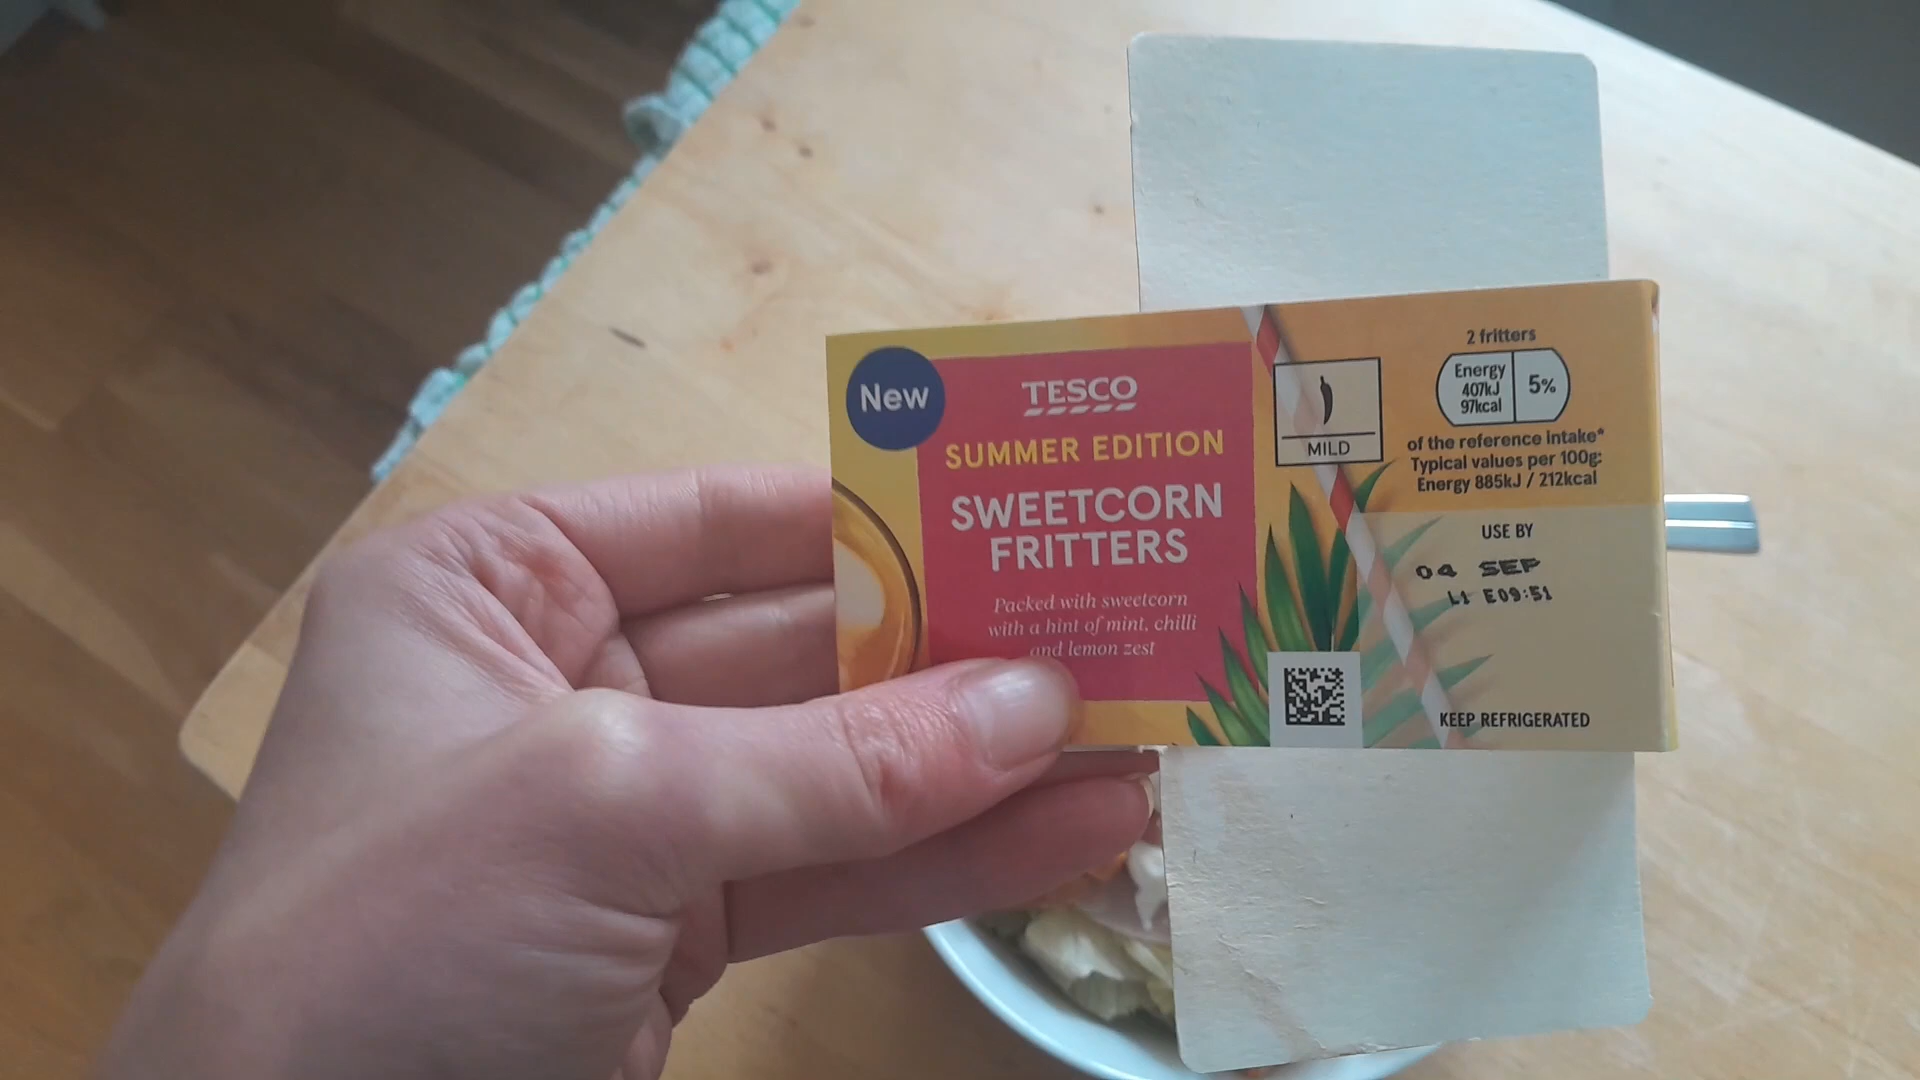 New
TESCO
SUMMER EDITION
SWEETCORN
FRITTERS
Packed with sweetcorn
with a hint of mint, chilli
and lemon zest
MILD
2 fritters
Energy
407kJ
97kcal
5%
of the reference intake*
Typical values per 100g:
Energy 885kJ / 212kcal
USE BY
04 SEP
L1 E09:51
KEEP REFRIGERATED